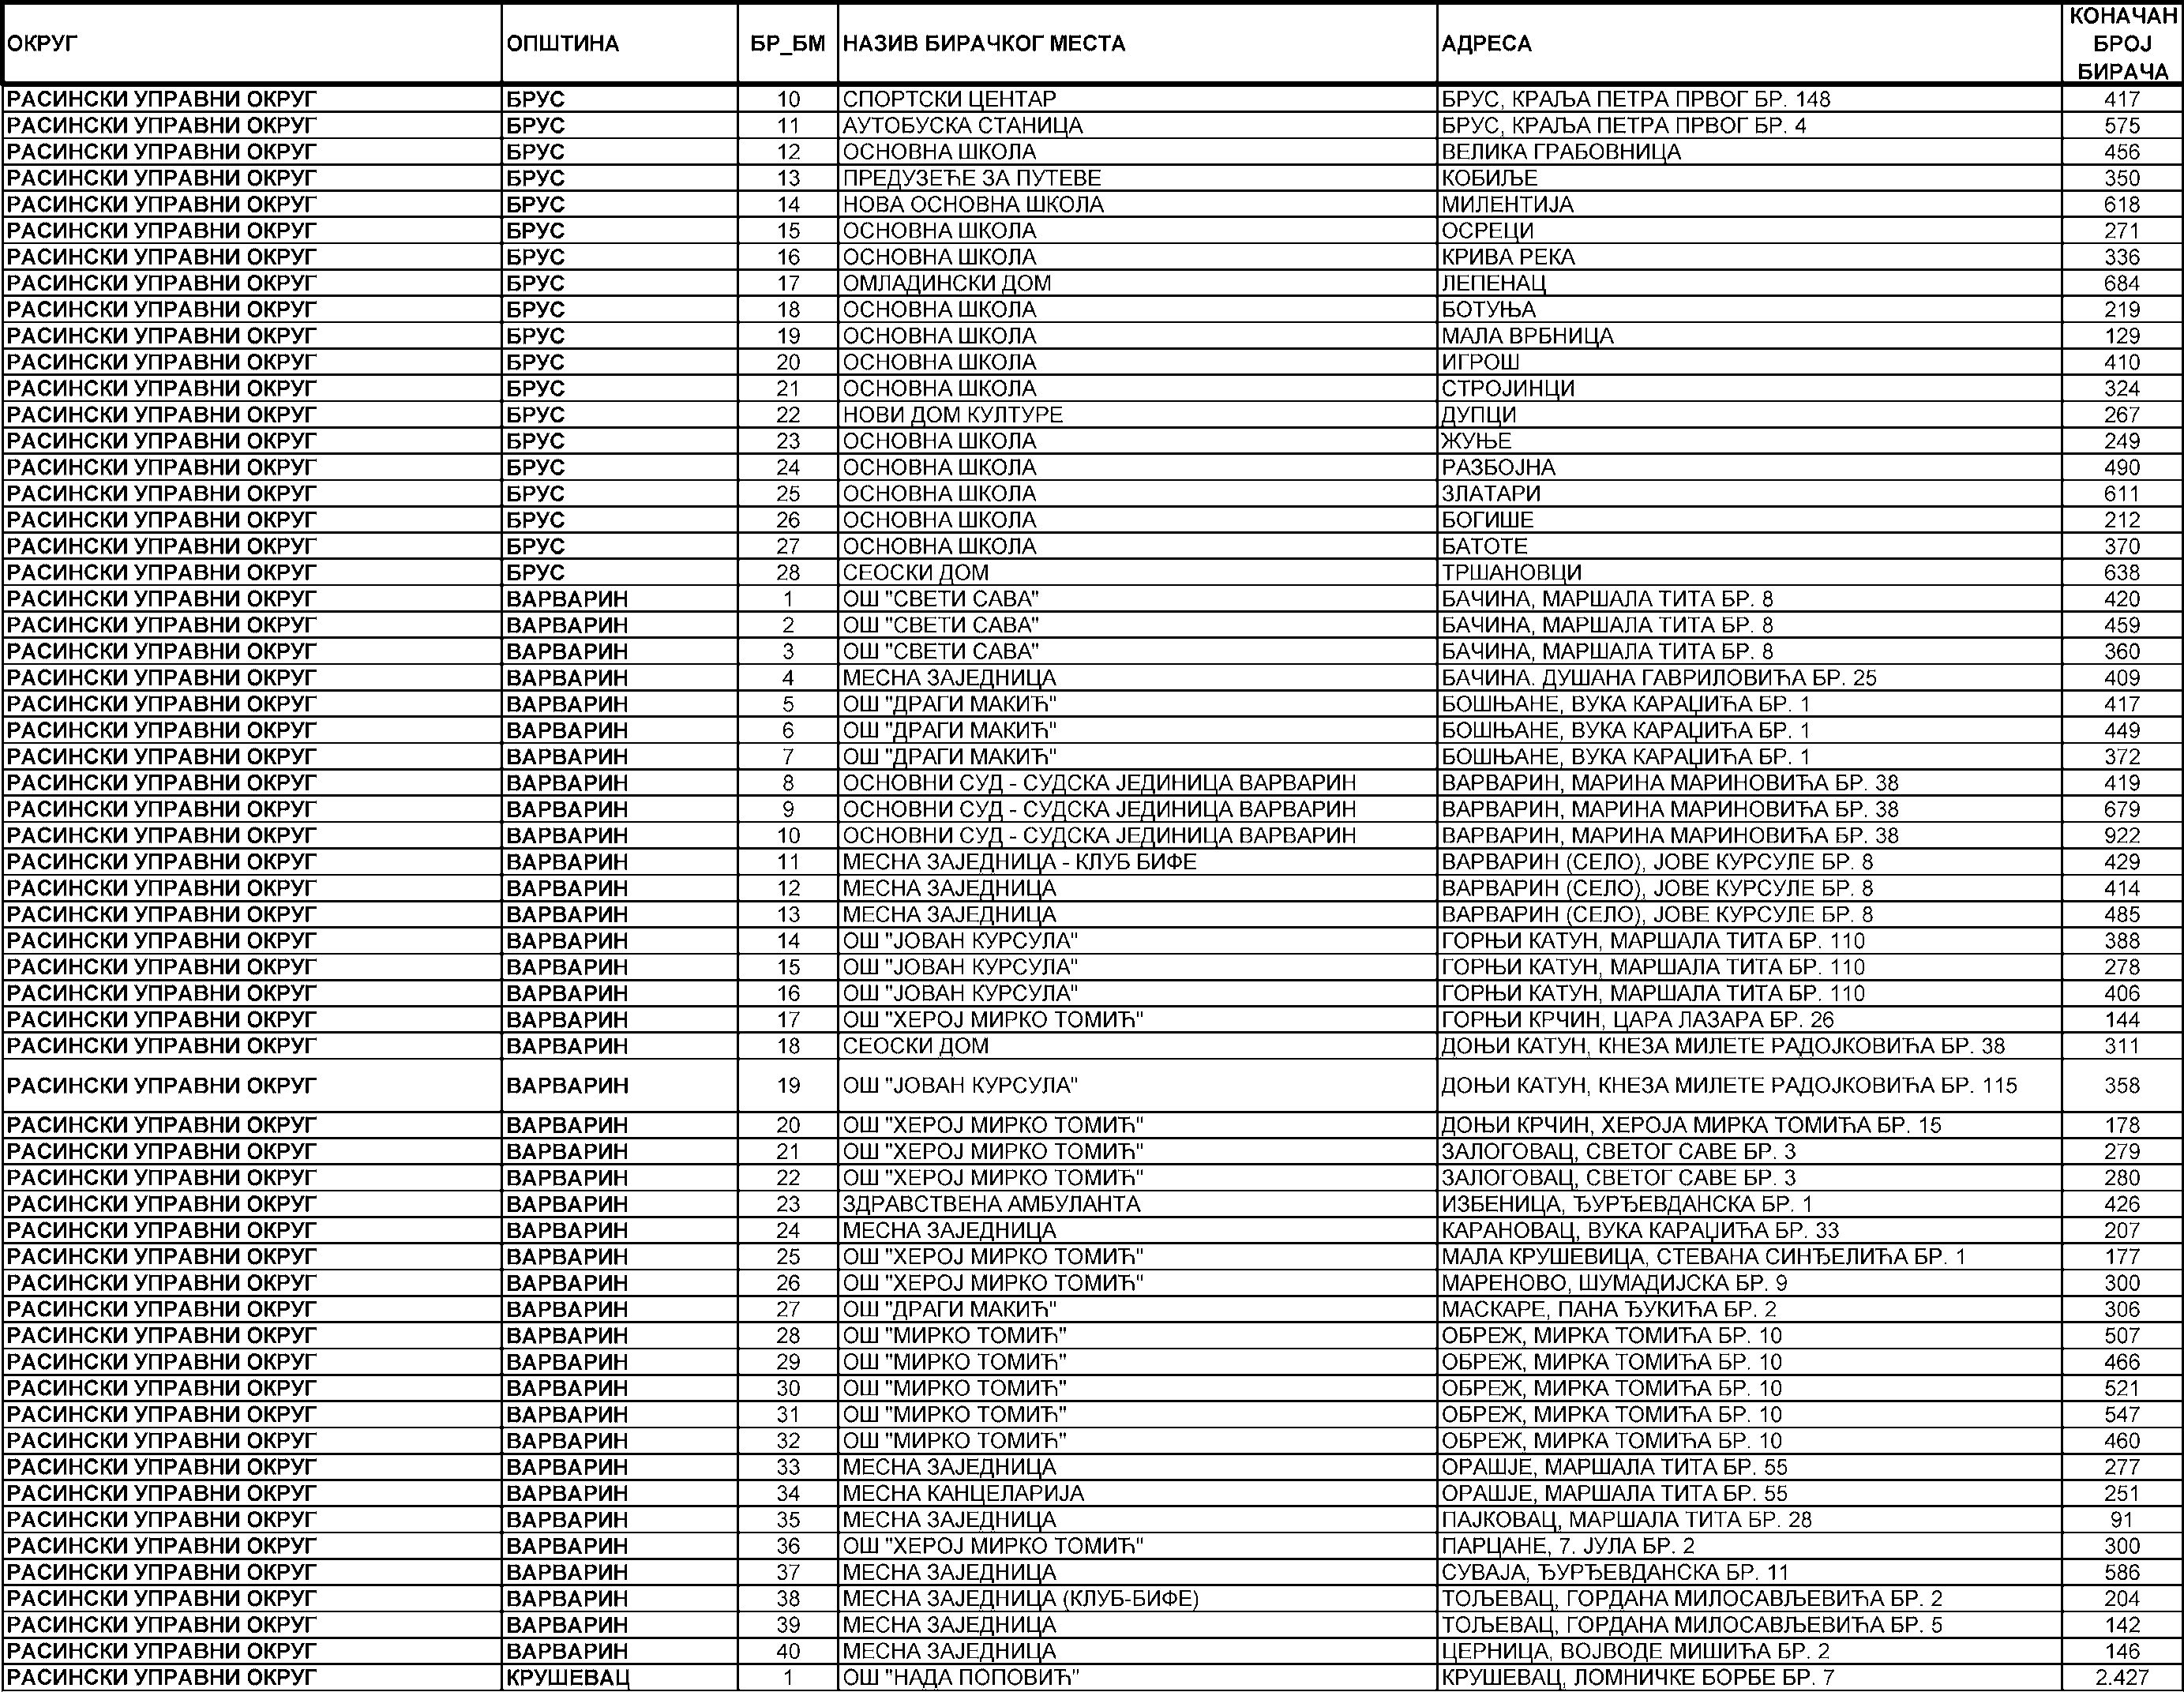 ОКРУГ ОПШТИНА БР_БМ НАЗИВ БИРАЧКОГ МЕСТА АДРЕСА КОНАЧАН БРОЈ БИРАЧА
РАСИНСКИ УПРАВНИ ОКРУГ БРУС 10 СПОРТСКИ ЦЕНТАР БРУС, КРАЉА ПЕТРА ПРВОГ БР. 148 417
РАСИНСКИ УПРАВНИ ОКРУГ БРУС 11 АУТОБУСКА СТАНИЦА БРУС, КРАЉА ПЕТРА ПРВОГ БР. 4 575
РАСИНСКИ УПРАВНИ ОКРУГ БРУС 12 ОСНОВНА ШКОЛА ВЕЛИКА ГРАБОВНИЦА 456
РАСИНСКИ УПРАВНИ ОКРУГ БРУС 13 ПРЕДУЗЕЋЕ ЗА ПУТЕВЕ КОБИЉЕ 350
РАСИНСКИ УПРАВНИ ОКРУГ БРУС 14 НОВА ОСНОВНА ШКОЛА МИЛЕНТИЈА 618
РАСИНСКИ УПРАВНИ ОКРУГ БРУС 15 ОСНОВНА ШКОЛА ОСРЕЦИ 271
РАСИНСКИ УПРАВНИ ОКРУГ БРУС 16 ОСНОВНА ШКОЛА КРИВА РЕКА 336
РАСИНСКИ УПРАВНИ ОКРУГ БРУС 17 ОМЛАДИНСКИ ДОМ ЛЕПЕНАЦ 684
РАСИНСКИ УПРАВНИ ОКРУГ БРУС 18 ОСНОВНА ШКОЛА БОТУЊА 219
РАСИНСКИ УПРАВНИ ОКРУГ БРУС 19 ОСНОВНА ШКОЛА МАЛА ВРБНИЦА 129
РАСИНСКИ УПРАВНИ ОКРУГ БРУС 20 ОСНОВНА ШКОЛА ИГРОШ 410
РАСИНСКИ УПРАВНИ ОКРУГ БРУС 21 ОСНОВНА ШКОЛА СТРОЈИНЦИ 324
РАСИНСКИ УПРАВНИ ОКРУГ БРУС 22 НОВИ ДОМ КУЛТУРЕ ДУПЦИ 267
РАСИНСКИ УПРАВНИ ОКРУГ БРУС 23 ОСНОВНА ШКОЛА ЖУЊЕ 249
РАСИНСКИ УПРАВНИ ОКРУГ БРУС 24 ОСНОВНА ШКОЛА РАЗБОЈНА 490
РАСИНСКИ УПРАВНИ ОКРУГ БРУС 25 ОСНОВНА ШКОЛА ЗЛАТАРИ 611
РАСИНСКИ УПРАВНИ ОКРУГ БРУС 26 ОСНОВНА ШКОЛА БОГИШЕ 212
РАСИНСКИ УПРАВНИ ОКРУГ БРУС 27 ОСНОВНА ШКОЛА БАТОТЕ 370
РАСИНСКИ УПРАВНИ ОКРУГ БРУС 28 СЕОСКИ ДОМ ТРШАНОВЦИ 638
РАСИНСКИ УПРАВНИ ОКРУГ ВАРВАРИН 1 ОШ "СВЕТИ САВА" БАЧИНА, МАРШАЛА ТИТА БР. 8 420
РАСИНСКИ УПРАВНИ ОКРУГ ВАРВАРИН 2 ОШ "СВЕТИ САВА" БАЧИНА, МАРШАЛА ТИТА БР. 8 459
РАСИНСКИ УПРАВНИ ОКРУГ ВАРВАРИН 3 ОШ "СВЕТИ САВА" БАЧИНА, МАРШАЛА ТИТА БР. 8 360
РАСИНСКИ УПРАВНИ ОКРУГ ВАРВАРИН 4 МЕСНА ЗАЈЕДНИЦА БАЧИНА. ДУШАНА ГАВРИЛОВИЋА БР. 25 409
РАСИНСКИ УПРАВНИ ОКРУГ ВАРВАРИН 5 ОШ "ДРАГИ МАКИЋ" БОШЊАНЕ, ВУКА КАРАЏИЋА БР. 1 417
РАСИНСКИ УПРАВНИ ОКРУГ ВАРВАРИН 6 ОШ "ДРАГИ МАКИЋ" БОШЊАНЕ, ВУКА КАРАЏИЋА БР. 1 449
РАСИНСКИ УПРАВНИ ОКРУГ ВАРВАРИН 7 ОШ "ДРАГИ МАКИЋ" БОШЊАНЕ, ВУКА КАРАЏИЋА БР. 1 372
РАСИНСКИ УПРАВНИ ОКРУГ ВАРВАРИН 8 ОСНОВНИ СУД - СУДСКА ЈЕДИНИЦА ВАРВАРИН ВАРВАРИН, МАРИНА МАРИНОВИЋА БР. 38 419
РАСИНСКИ УПРАВНИ ОКРУГ ВАРВАРИН 9 ОСНОВНИ СУД - СУДСКА ЈЕДИНИЦА ВАРВАРИН ВАРВАРИН, МАРИНА МАРИНОВИЋА БР. 38 679
РАСИНСКИ УПРАВНИ ОКРУГ ВАРВАРИН 10 ОСНОВНИ СУД - СУДСКА ЈЕДИНИЦА ВАРВАРИН ВАРВАРИН, МАРИНА МАРИНОВИЋА БР. 38 922
РАСИНСКИ УПРАВНИ ОКРУГ ВАРВАРИН 11 МЕСНА ЗАЈЕДНИЦА - КЛУБ БИФЕ ВАРВАРИН (СЕЛО), ЈОВЕ КУРСУЛЕ БР. 8 429
РАСИНСКИ УПРАВНИ ОКРУГ ВАРВАРИН 12 МЕСНА ЗАЈЕДНИЦА ВАРВАРИН (СЕЛО), ЈОВЕ КУРСУЛЕ БР. 8 414
РАСИНСКИ УПРАВНИ ОКРУГ ВАРВАРИН 13 МЕСНА ЗАЈЕДНИЦА ВАРВАРИН (СЕЛО), ЈОВЕ КУРСУЛЕ БР. 8 485
РАСИНСКИ УПРАВНИ ОКРУГ ВАРВАРИН 14 ОШ "ЈОВАН КУРСУЛА" ГОРЊИ КАТУН, МАРШАЛА ТИТА БР. 110 388
РАСИНСКИ УПРАВНИ ОКРУГ ВАРВАРИН 15 ОШ "ЈОВАН КУРСУЛА" ГОРЊИ КАТУН, МАРШАЛА ТИТА БР. 110 278
РАСИНСКИ УПРАВНИ ОКРУГ ВАРВАРИН 16 ОШ "ЈОВАН КУРСУЛА" ГОРЊИ КАТУН, МАРШАЛА ТИТА БР. 110 406
РАСИНСКИ УПРАВНИ ОКРУГ ВАРВАРИН 17 ОШ "ХЕРОЈ МИРКО ТОМИЋ" ГОРЊИ КРЧИН, ЦАРА ЛАЗАРА БР. 26 144
РАСИНСКИ УПРАВНИ ОКРУГ ВАРВАРИН 18 СЕОСКИ ДОМ ДОЊИ КАТУН, КНЕЗА МИЛЕТЕ РАДОЈКОВИЋА БР. 38 311
РАСИНСКИ УПРАВНИ ОКРУГ ВАРВАРИН 19 ОШ "ЈОВАН КУРСУЛА" ДОЊИ КАТУН, КНЕЗА МИЛЕТЕ РАДОЈКОВИЋА БР. 115 358
РАСИНСКИ УПРАВНИ ОКРУГ ВАРВАРИН 20 ОШ "ХЕРОЈ МИРКО ТОМИЋ" ДОЊИ КРЧИН, ХЕРОЈА МИРКА ТОМИЋА БР. 15 178
РАСИНСКИ УПРАВНИ ОКРУГ ВАРВАРИН 21 ОШ "ХЕРОЈ МИРКО ТОМИЋ" ЗАЛОГОВАЦ, СВЕТОГ САВЕ БР. 3 279
РАСИНСКИ УПРАВНИ ОКРУГ ВАРВАРИН 22 ОШ "ХЕРОЈ МИРКО ТОМИЋ" ЗАЛОГОВАЦ, СВЕТОГ САВЕ БР. 3 280
РАСИНСКИ УПРАВНИ ОКРУГ ВАРВАРИН 23 ЗДРАВСТВЕНА АМБУЛАНТА ИЗБЕНИЦА, ЂУРЂЕВДАНСКА БР. 1 426
РАСИНСКИ УПРАВНИ ОКРУГ ВАРВАРИН 24 МЕСНА ЗАЈЕДНИЦА КАРАНОВАЦ, ВУКА КАРАЏИЋА БР. 33 207
РАСИНСКИ УПРАВНИ ОКРУГ ВАРВАРИН 25 ОШ "ХЕРОЈ МИРКО ТОМИЋ" МАЛА КРУШЕВИЦА, СТЕВАНА СИНЂЕЛИЋА БР. 1 177
РАСИНСКИ УПРАВНИ ОКРУГ ВАРВАРИН 26 ОШ "ХЕРОЈ МИРКО ТОМИЋ" МАРЕНОВО, ШУМАДИЈСКА БР. 9 300
РАСИНСКИ УПРАВНИ ОКРУГ ВАРВАРИН 27 ОШ "ДРАГИ МАКИЋ" МАСКАРЕ, ПАНА ЂУКИЋА БР. 2 306
РАСИНСКИ УПРАВНИ ОКРУГ ВАРВАРИН 28 ОШ "МИРКО ТОМИЋ" ОБРЕЖ, МИРКА ТОМИЋА БР. 10 507
РАСИНСКИ УПРАВНИ ОКРУГ ВАРВАРИН 29 ОШ "МИРКО ТОМИЋ" ОБРЕЖ, МИРКА ТОМИЋА БР. 10 466
РАСИНСКИ УПРАВНИ ОКРУГ ВАРВАРИН 30 ОШ "МИРКО ТОМИЋ" ОБРЕЖ, МИРКА ТОМИЋА БР. 10 521
РАСИНСКИ УПРАВНИ ОКРУГ ВАРВАРИН 31 ОШ "МИРКО ТОМИЋ" ОБРЕЖ, МИРКА ТОМИЋА БР. 10 547
РАСИНСКИ УПРАВНИ ОКРУГ ВАРВАРИН 32 ОШ "МИРКО ТОМИЋ" ОБРЕЖ, МИРКА ТОМИЋА БР. 10 460
РАСИНСКИ УПРАВНИ ОКРУГ ВАРВАРИН 33 МЕСНА ЗАЈЕДНИЦА ОРАШЈЕ, МАРШАЛА ТИТА БР. 55 277
РАСИНСКИ УПРАВНИ ОКРУГ ВАРВАРИН 34 МЕСНА КАНЦЕЛАРИЈА ОРАШЈЕ, МАРШАЛА ТИТА БР. 55 251
РАСИНСКИ УПРАВНИ ОКРУГ ВАРВАРИН 35 МЕСНА ЗАЈЕДНИЦА ПАЈКОВАЦ, МАРШАЛА ТИТА БР. 28 91
РАСИНСКИ УПРАВНИ ОКРУГ ВАРВАРИН 36 ОШ "ХЕРОЈ МИРКО ТОМИЋ" ПАРЦАНЕ, 7. ЈУЛА БР. 2 300
РАСИНСКИ УПРАВНИ ОКРУГ ВАРВАРИН 37 МЕСНА ЗАЈЕДНИЦА СУВАЈА, ЂУРЂЕВДАНСКА БР. 11 586
РАСИНСКИ УПРАВНИ ОКРУГ ВАРВАРИН 38 МЕСНА ЗАЈЕДНИЦА (КЛУБ-БИФЕ) ТОЉЕВАЦ, ГОРДАНА МИЛОСАВЉЕВИЋА БР. 2 204
РАСИНСКИ УПРАВНИ ОКРУГ ВАРВАРИН 39 МЕСНА ЗАЈЕДНИЦА ТОЉЕВАЦ, ГОРДАНА МИЛОСАВЉЕВИЋА БР. 5 142
РАСИНСКИ УПРАВНИ ОКРУГ ВАРВАРИН 40 МЕСНА ЗАЈЕДНИЦА ЦЕРНИЦА, ВОЈВОДЕ МИШИЋА БР. 2 146
РАСИНСКИ УПРАВНИ ОКРУГ КРУШЕВАЦ 1 ОШ "НАДА ПОПОВИЋ" КРУШЕВАЦ, ЛОМНИЧКЕ БОРБЕ БР. 7 2.427